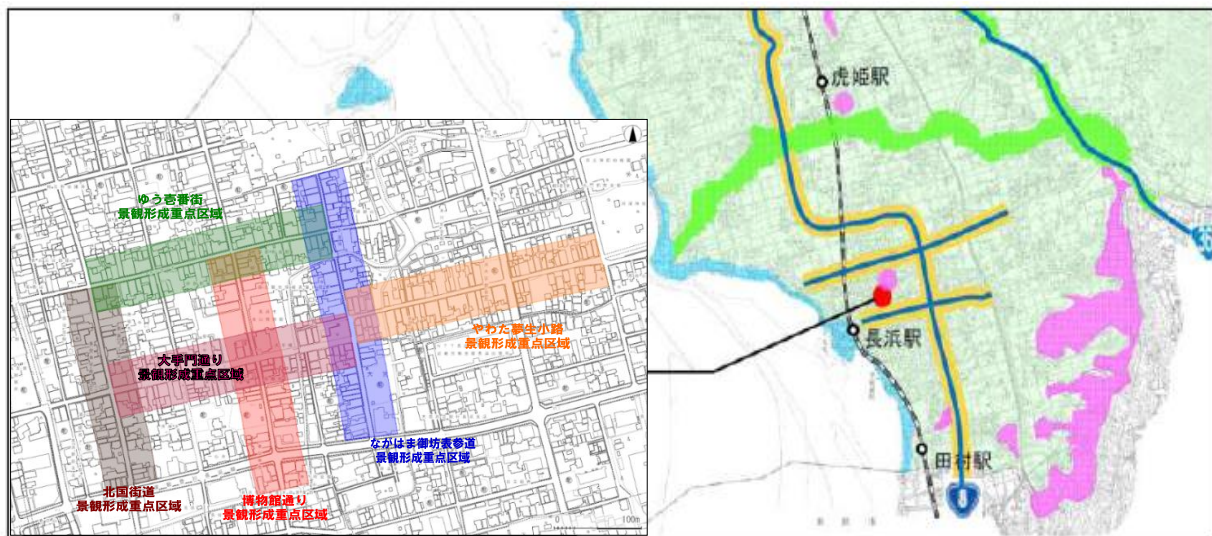 ゆう壱番街
景観形成重点区域
大手門通り
景観形成重点区域
やわた夢生小路
景観形成重点区域
ながはま御坊表参道
景観形成重点区域
北国街道
景観形成重点区域
博物館通り
景観形成重点区域
0 100m
虎姫駅
長浜駅
田村駅
8